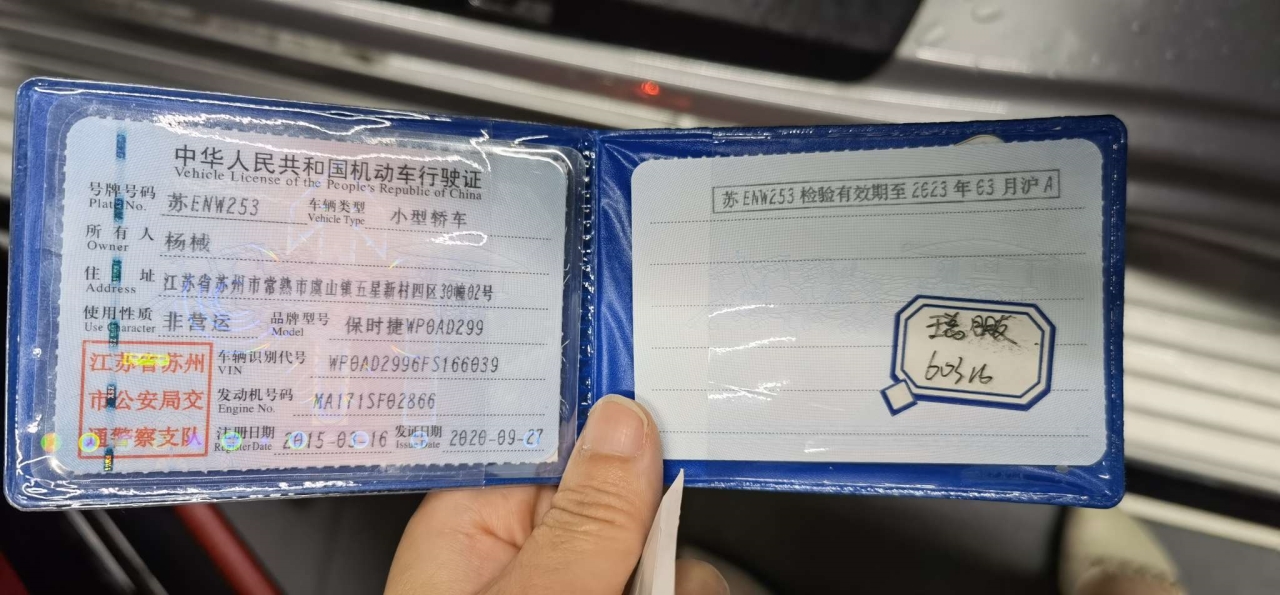 中华人民共和国机动车行驶证
Vehicle License of the People's Republic of China
号牌号码 苏ENW253 车辆类型 小型轿车
Plate No. Vehicle Type
所有人 杨械
Owner
住址 江苏省苏州市常熟市虞山镇五星新村四区30幢02号
Address
使用性质 非营运 品牌型号 保时捷WP0AD299
Use Character Model
江苏省苏州 车辆识别代号 WP0AD2996FS166039
VIN
市公安局交 发动机号码 MA171SF02866
Engine No.
通警察支队 注册日期 2015-03-16 发证日期 2020-09-27
Register Date Issue Date
苏ENW253 检验有效期至 2023 年 03 月沪 A
60316